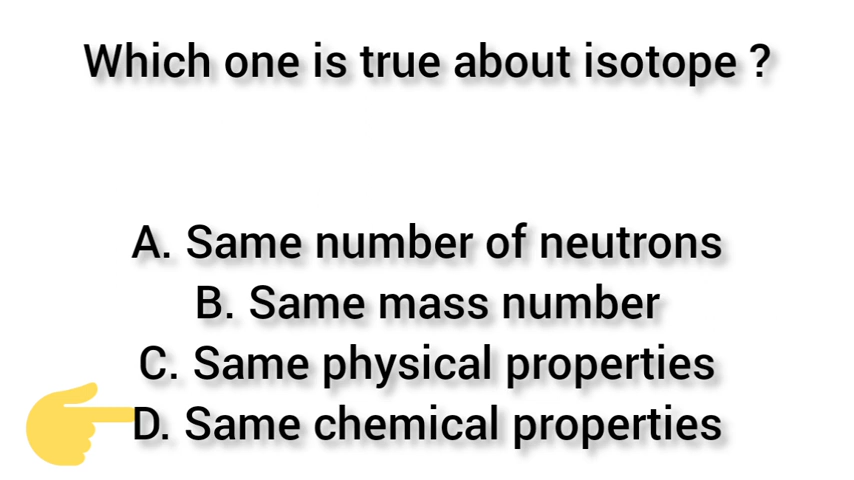 Which one is true about isotope ?
A. Same number of neutrons
B. Same mass number
C. Same physical properties
D. Same chemical properties